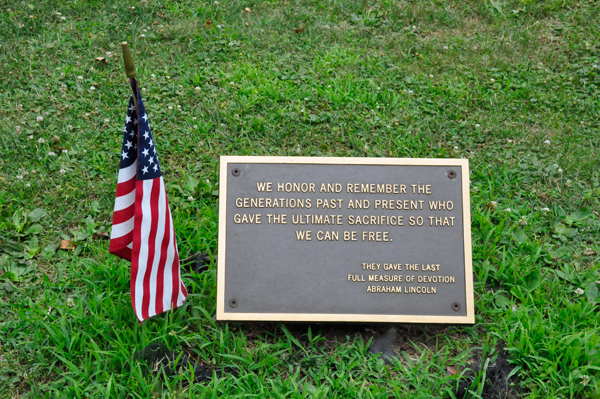 WE HONOR AND REMEMBER THE
GENERATIONS PAST AND PRESENT WHO
GAVE THE ULTIMATE SACRIFICE SO THAT
WE CAN BE FREE.
THEY GAVE THE LAST
FULL MEASURE OF DEVOTION
ABRAHAM LINCOLN